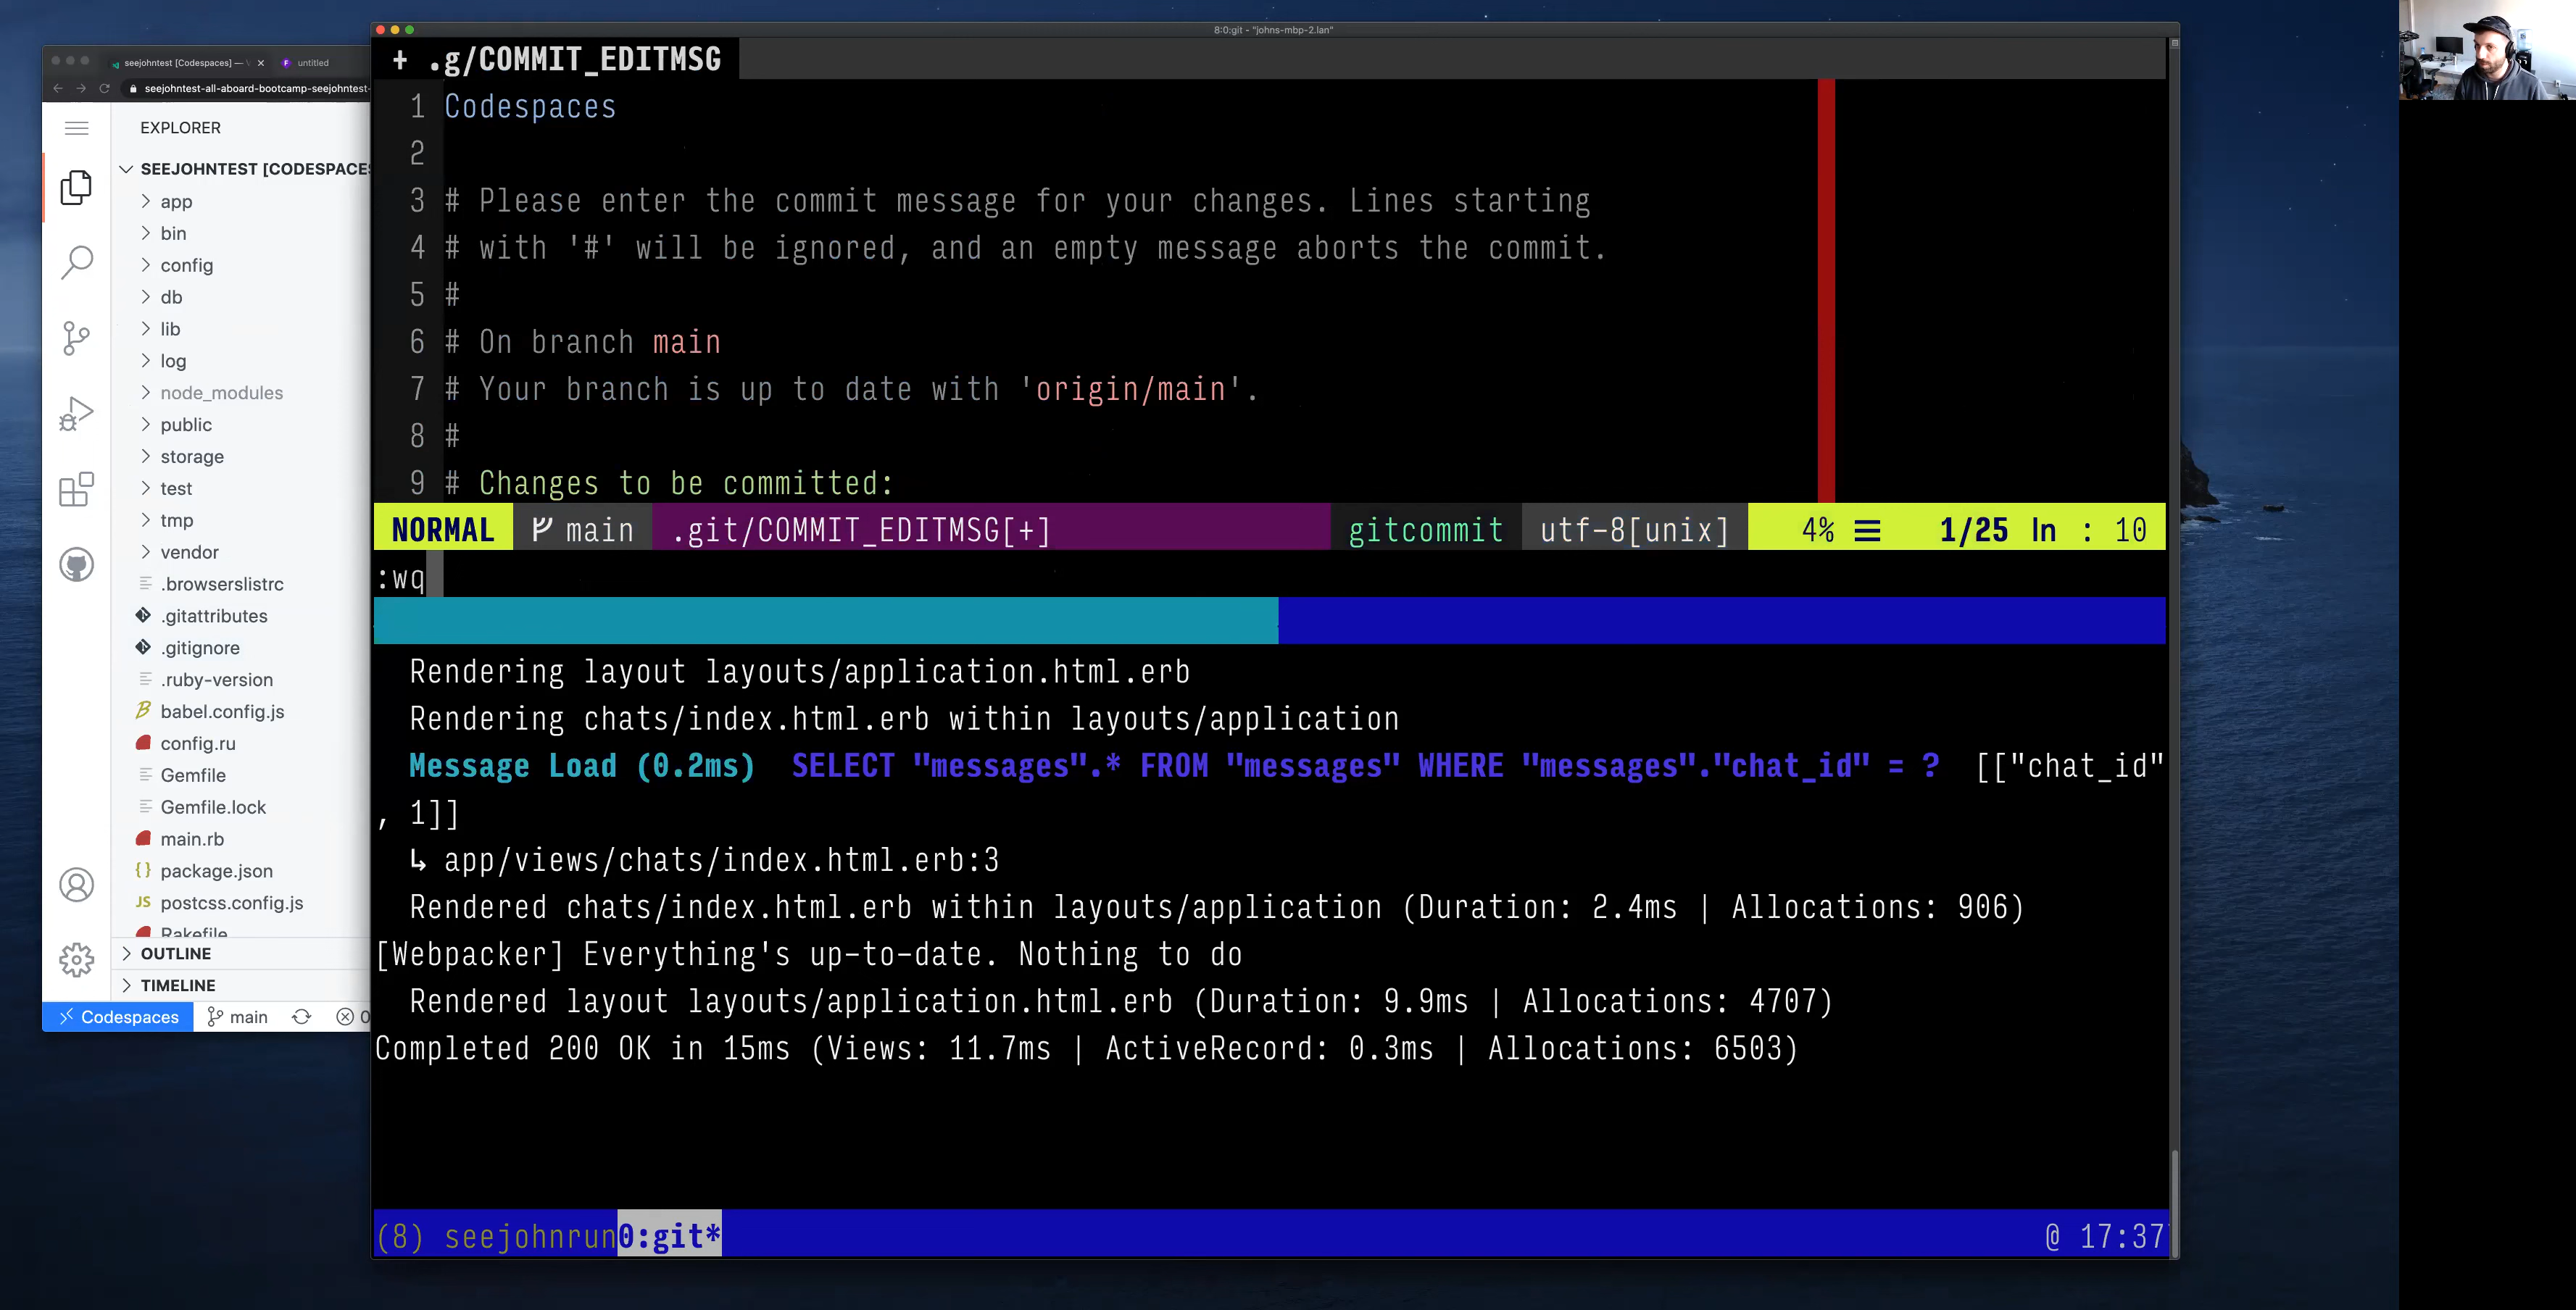 8:0:git - "johns-mbp-2.lan"
seejohntest [Codespaces] —
untitled
seejohntest-all-aboard-bootcamp-seejohntest-
EXPLORER
SEEJOHNTEST [CODESPACES
app
bin
config
db
lib
log
node_modules
public
storage
test
tmp
vendor
.browserslistrc
.gitattributes
.gitignore
.ruby-version
babel.config.js
config.ru
Gemfile
Gemfile.lock
main.rb
package.json
JS postcss.config.js
Rakefile
OUTLINE
TIMELINE
Codespaces main 0
+ .g/COMMIT_EDITMSG
1 Codespaces
2
3 # Please enter the commit message for your changes. Lines starting
4 # with '#' will be ignored, and an empty message aborts the commit.
5 #
6 # On branch main
7 # Your branch is up to date with 'origin/main'.
8 #
9 # Changes to be committed:
NORMAL main .git/COMMIT_EDITMSG[+] gitcommit utf-8[unix] 4% ☰ 1/25 ln : 10
:wq
Rendering layout layouts/application.html.erb
Rendering chats/index.html.erb within layouts/application
Message Load (0.2ms) SELECT "messages".* FROM "messages" WHERE "messages"."chat_id" = ? [["chat_id"
, 1]]
↳ app/views/chats/index.html.erb:3
Rendered chats/index.html.erb within layouts/application (Duration: 2.4ms | Allocations: 906)
[Webpacker] Everything's up-to-date. Nothing to do
Rendered layout layouts/application.html.erb (Duration: 9.9ms | Allocations: 4707)
Completed 200 OK in 15ms (Views: 11.7ms | ActiveRecord: 0.3ms | Allocations: 6503)
(8) seejohnrun0:git* @ 17:37